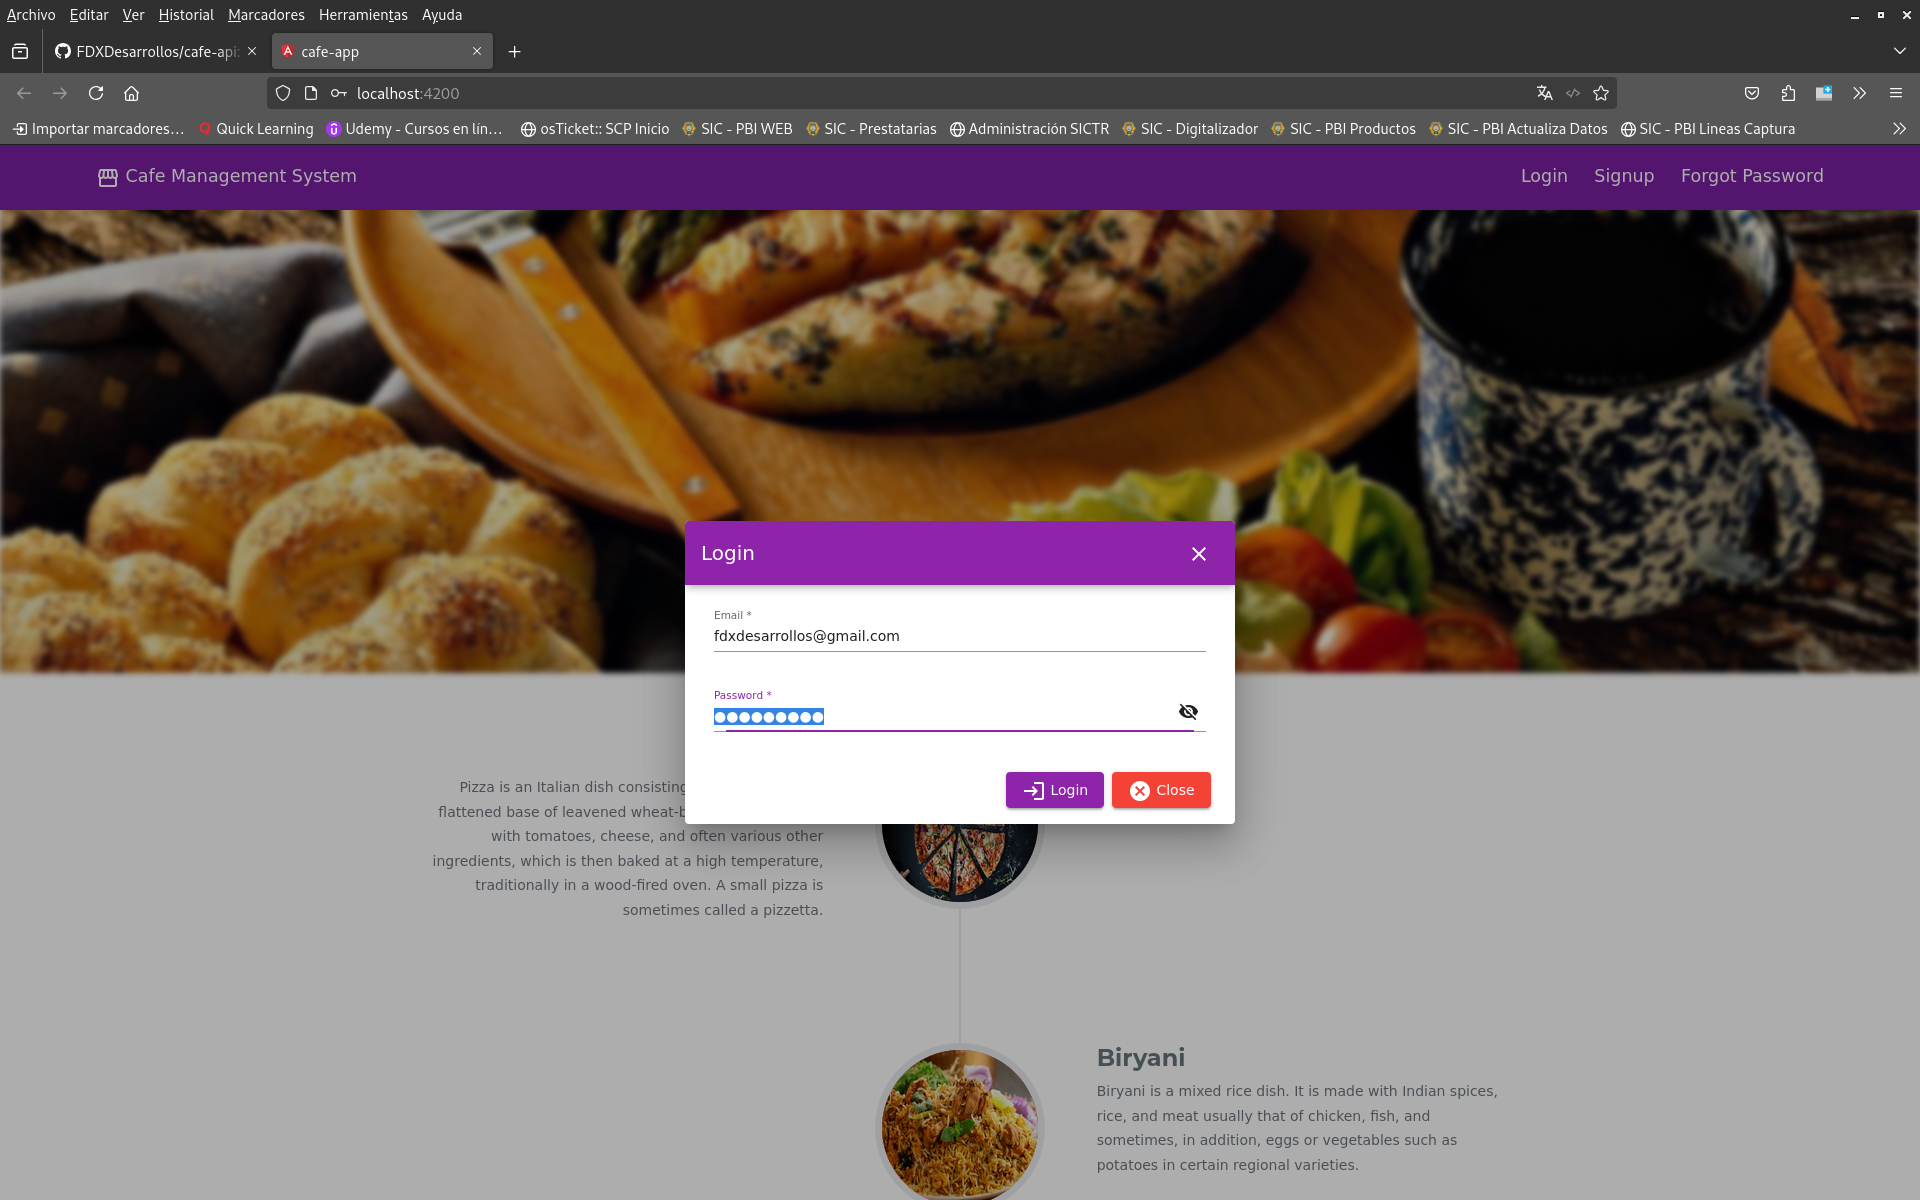 Archivo Editar Ver Historial Marcadores Herramientas Ayuda
FDXDesarrollos/cafe-api: cafe-app
localhost:4200
Importar marcadores… Quick Learning Udemy - Cursos en lín… osTicket:: SCP Inicio SIC - PBI WEB SIC - Prestatarias Administración SICTR SIC - Digitalizador SIC - PBI Productos SIC - PBI Actualiza Datos SIC - PBI Lineas Captura
Cafe Management System Login Signup Forgot Password
Login
Email *
fdxdesarrollos@gmail.com
Password *
Login Close
Pizza is an Italian dish consisting
flattened base of leavened wheat-b
with tomatoes, cheese, and often various other
ingredients, which is then baked at a high temperature,
traditionally in a wood-fired oven. A small pizza is
sometimes called a pizzetta.
Biryani
Biryani is a mixed rice dish. It is made with Indian spices,
rice, and meat usually that of chicken, fish, and
sometimes, in addition, eggs or vegetables such as
potatoes in certain regional varieties.